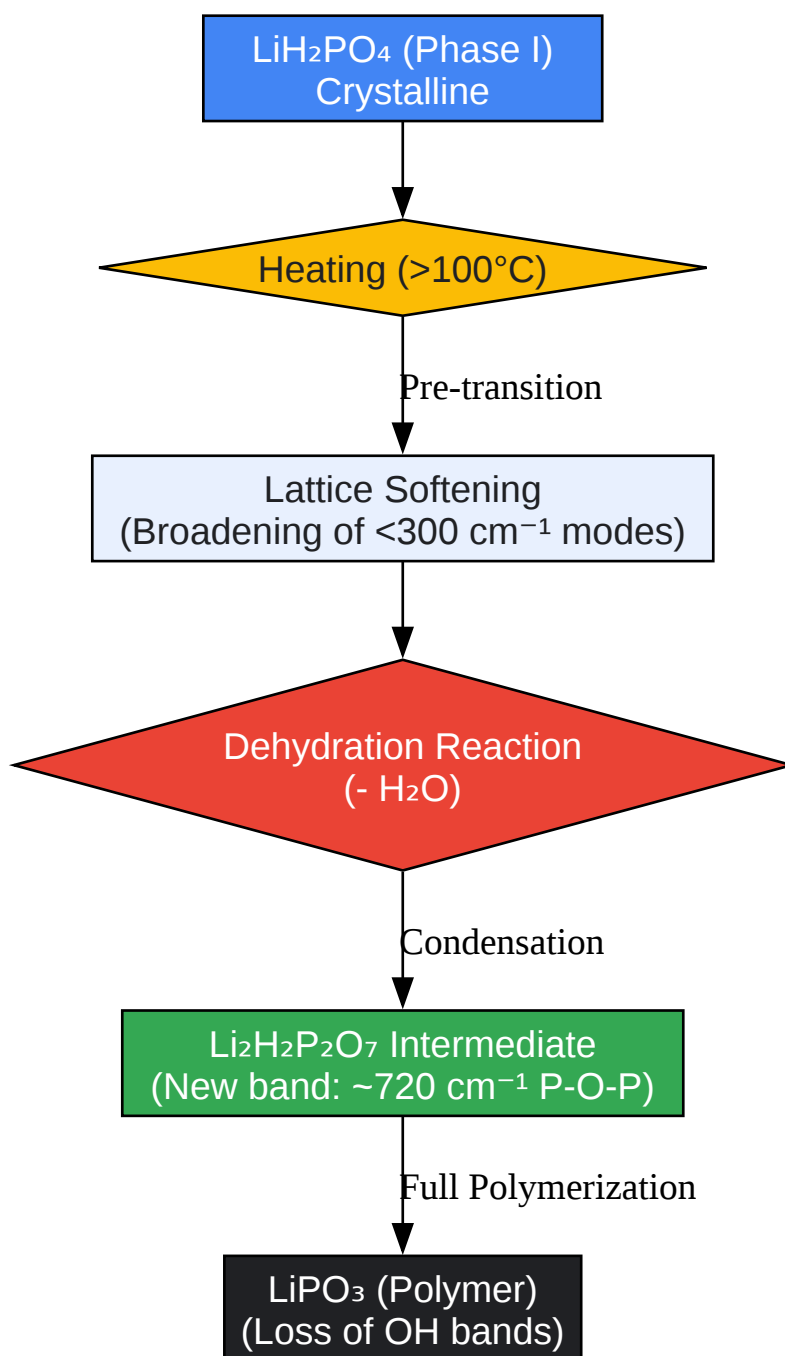 LiH₂PO₄ (Phase I)
Crystalline
Heating (>100°C)
Pre-transition
Lattice Softening
(Broadening of <300 cm⁻¹ modes)
Dehydration Reaction
(- H₂O)
Condensation
Li₂H₂P₂O₇ Intermediate
(New band: ~720 cm⁻¹ P-O-P)
Full Polymerization
LiPO₃ (Polymer)
(Loss of OH bands)